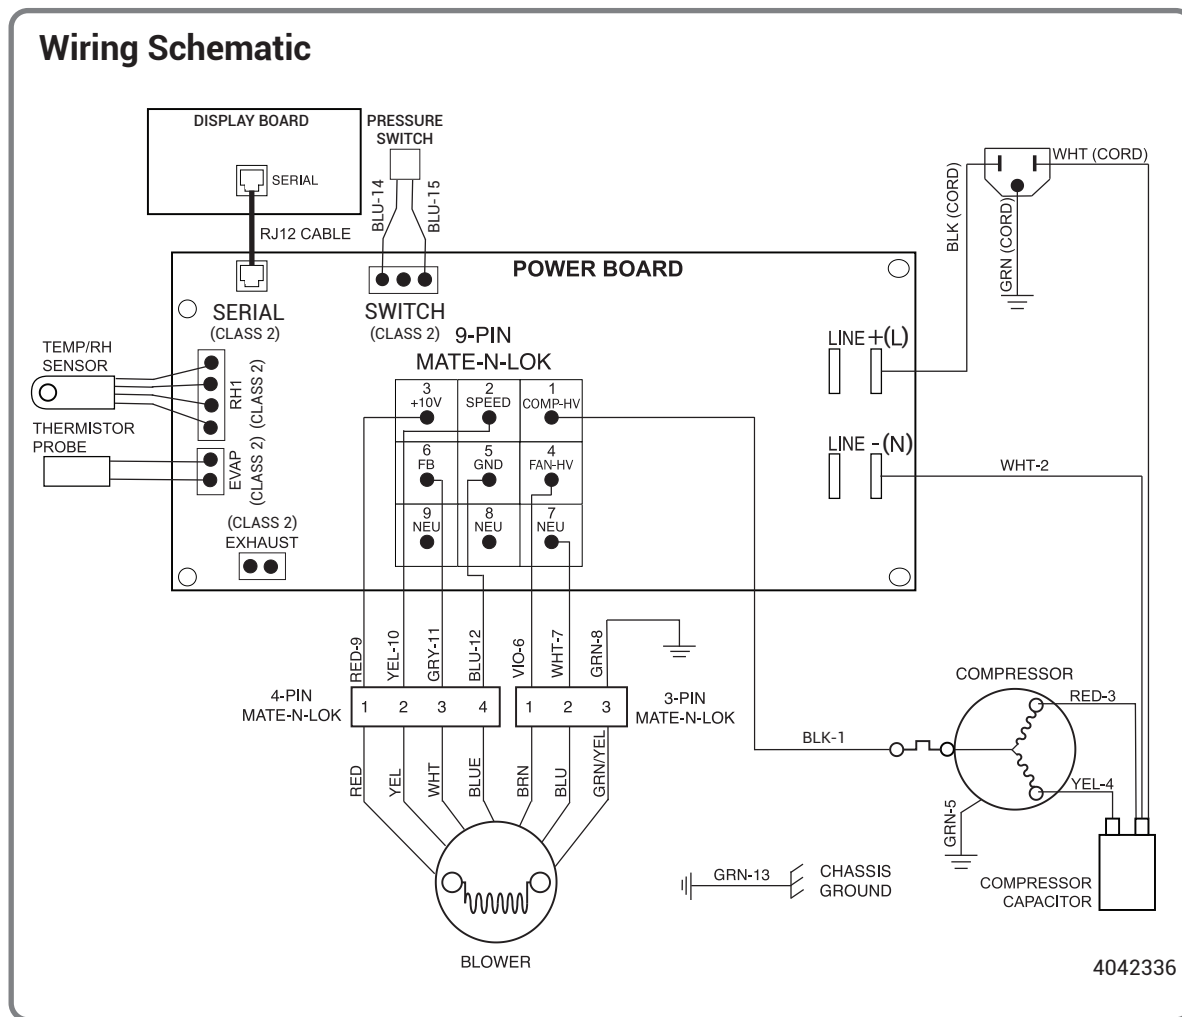 Wiring Schematic
DISPLAY BOARD
SERIAL
RJ12 CABLE
PRESSURE
SWITCH
BLU-14
BLU-15
WHT (CORD)
BLK (CORD)
GRN (CORD)
POWER BOARD
SERIAL
(CLASS 2)
SWITCH
(CLASS 2)
9-PIN
MATE-N-LOK
TEMP/RH
SENSOR
RH1
(CLASS 2)
THERMISTOR
PROBE
EVAP
(CLASS 2)
(CLASS 2)
EXHAUST
3
+10V
2
SPEED
1
COMP-HV
6
FB
5
GND
4
FAN-HV
9
NEU
8
NEU
7
NEU
LINE +(L)
LINE -(N)
WHT-2
RED-9
YEL-10
GRY-11
BLU-12
VIO-6
WHT-7
GRN-8
4-PIN
MATE-N-LOK
1 2 3 4
1 2 3
3-PIN
MATE-N-LOK
RED
YEL
WHT
BLUE
BRN
BLU
GRN/YEL
BLOWER
COMPRESSOR
RED-3
BLK-1
YEL-4
GRN-5
GRN-13
CHASSIS
GROUND
COMPRESSOR
CAPACITOR
4042336